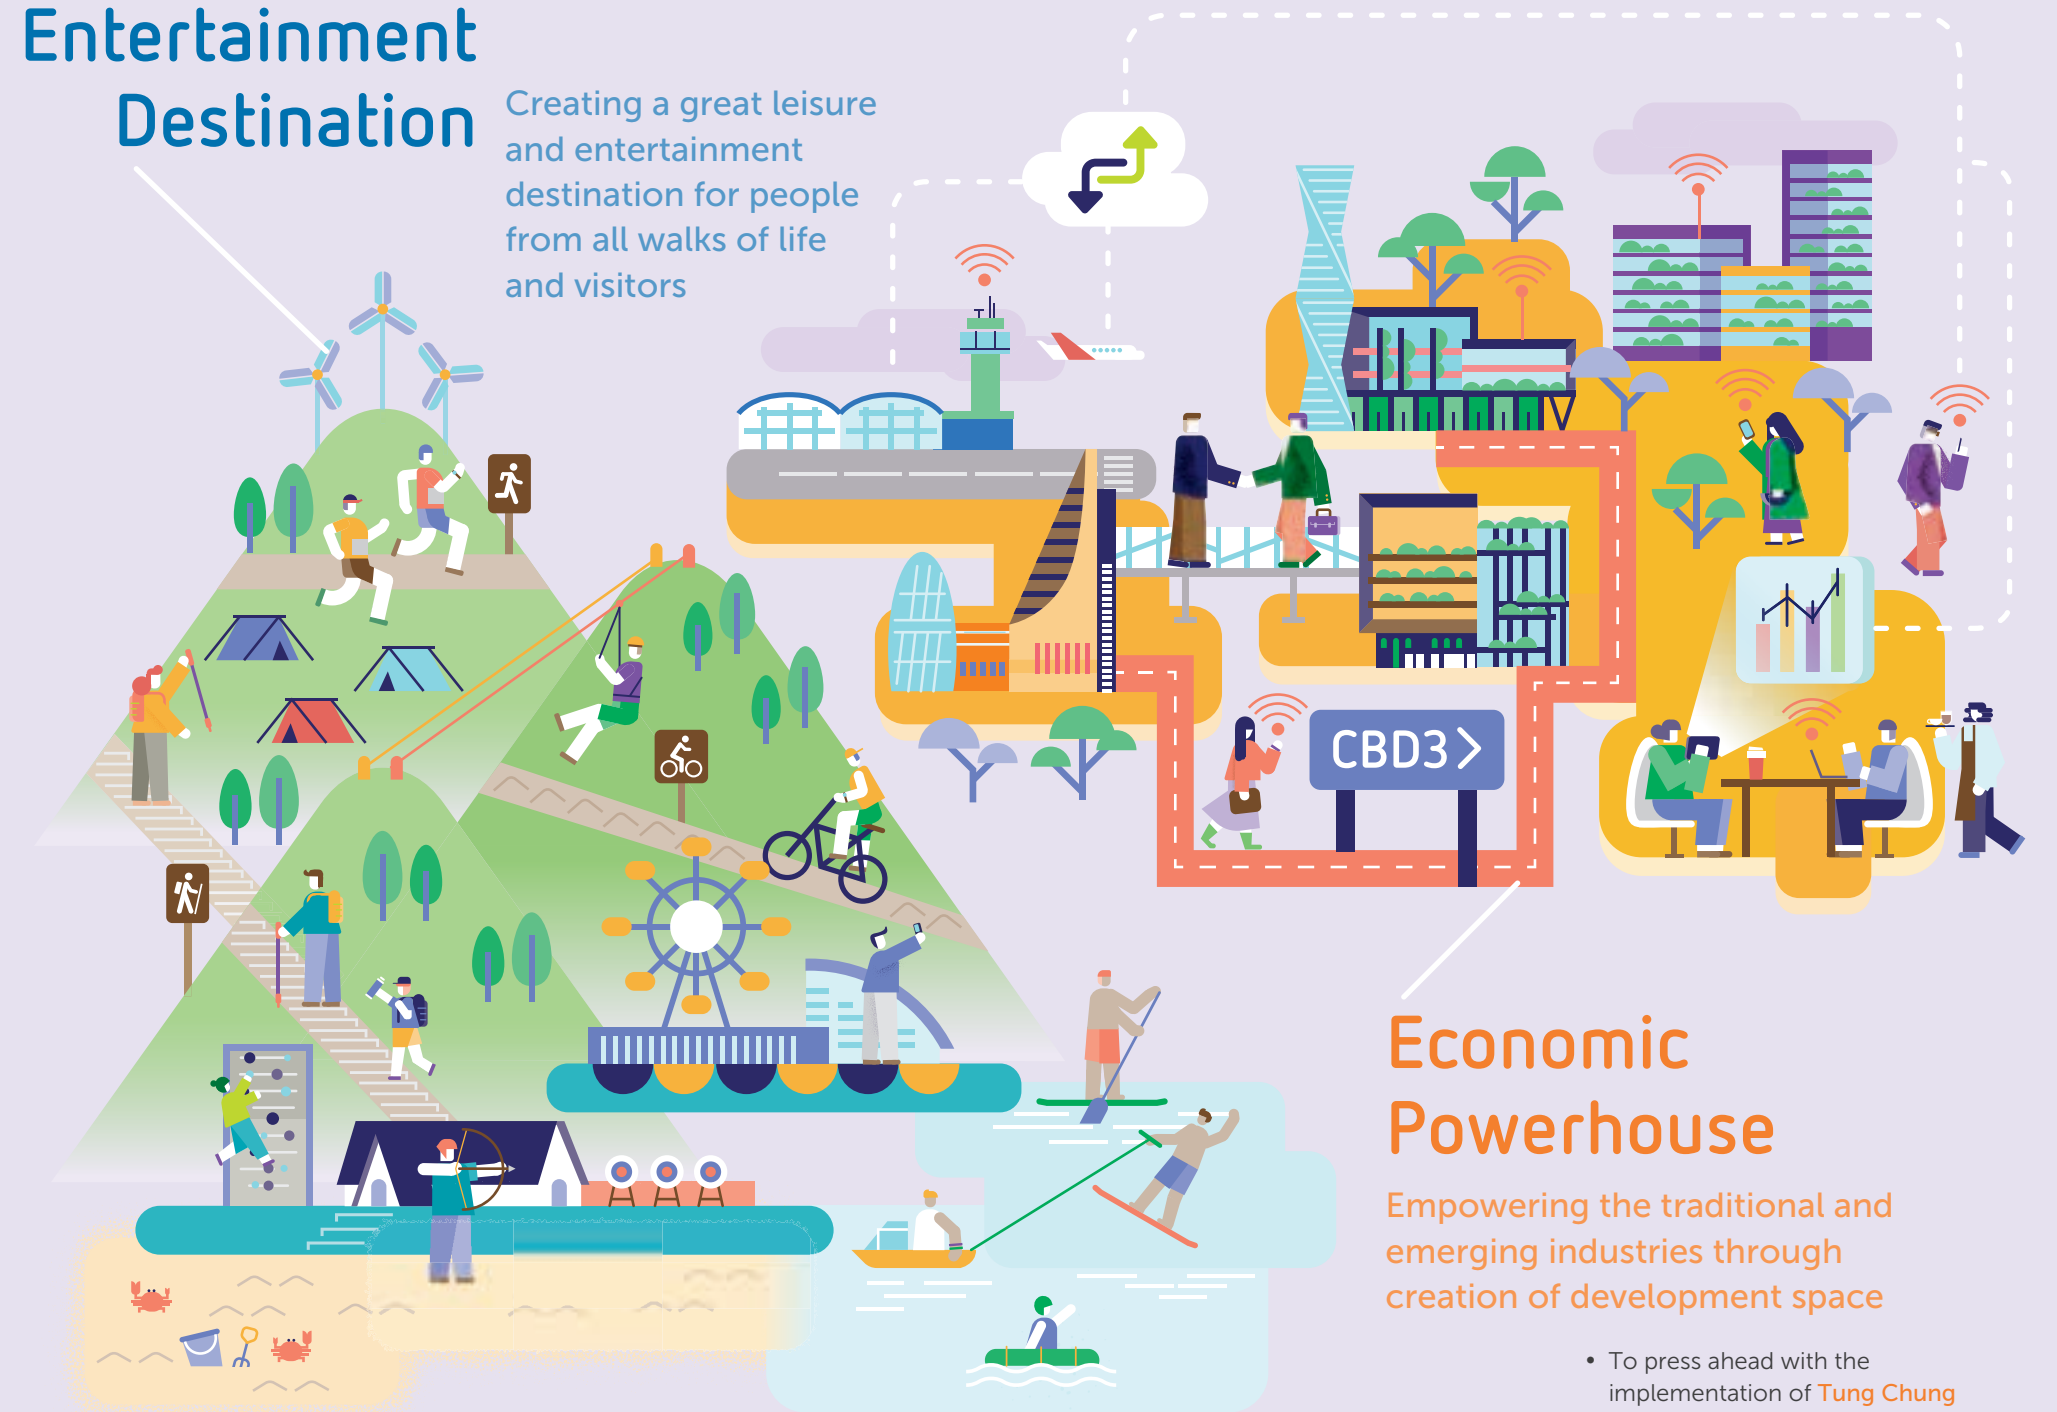 Entertainment
Destination
Creating a great leisure
and entertainment
destination for people
from all walks of life
and visitors
CBD3
Economic
Powerhouse
Empowering the traditional and
emerging industries through
creation of development space
• To press ahead with the
implementation of Tung Chung